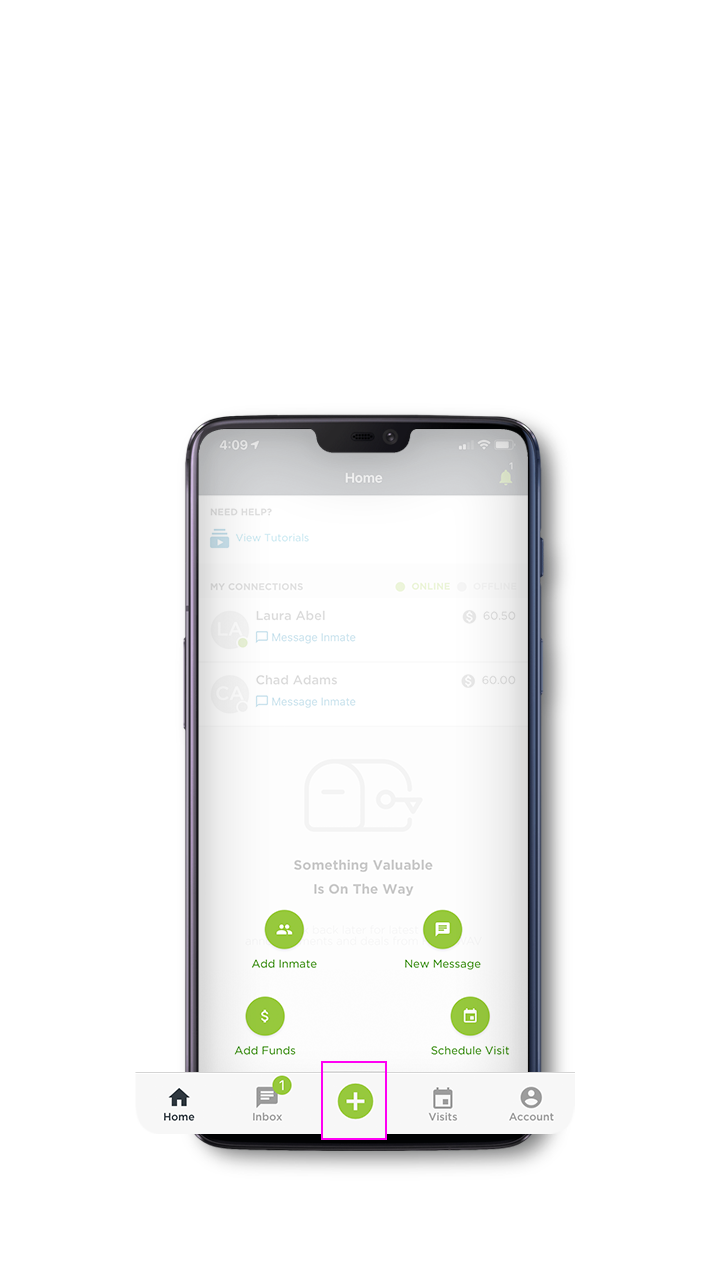 4:09
Home
1
NEED HELP?
View Tutorials
MY CONNECTIONS
ONLINE
OFFLINE
LA
Laura Abel
60.50
Message Inmate
CA
Chad Adams
60.00
Message Inmate
Something Valuable
Is On The Way
Add Inmate
New Message
Add Funds
Schedule Visit
1
Home
Inbox
Visits
Account